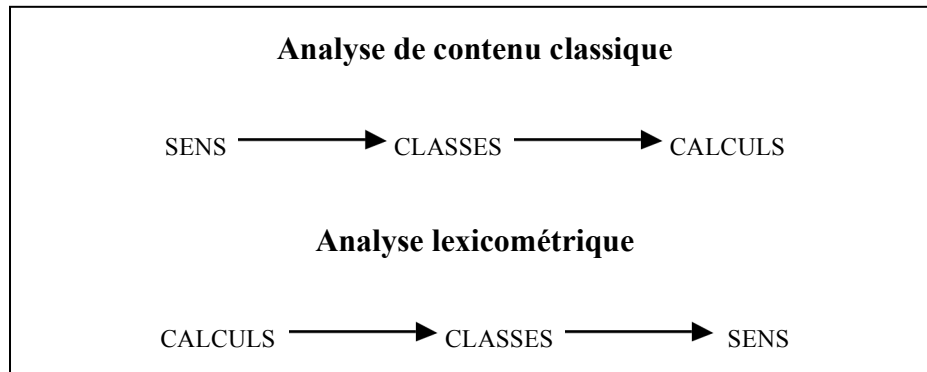 Analyse de contenu classique
SENS CLASSES CALCULS
Analyse lexicométrique
CALCULS CLASSES SENS